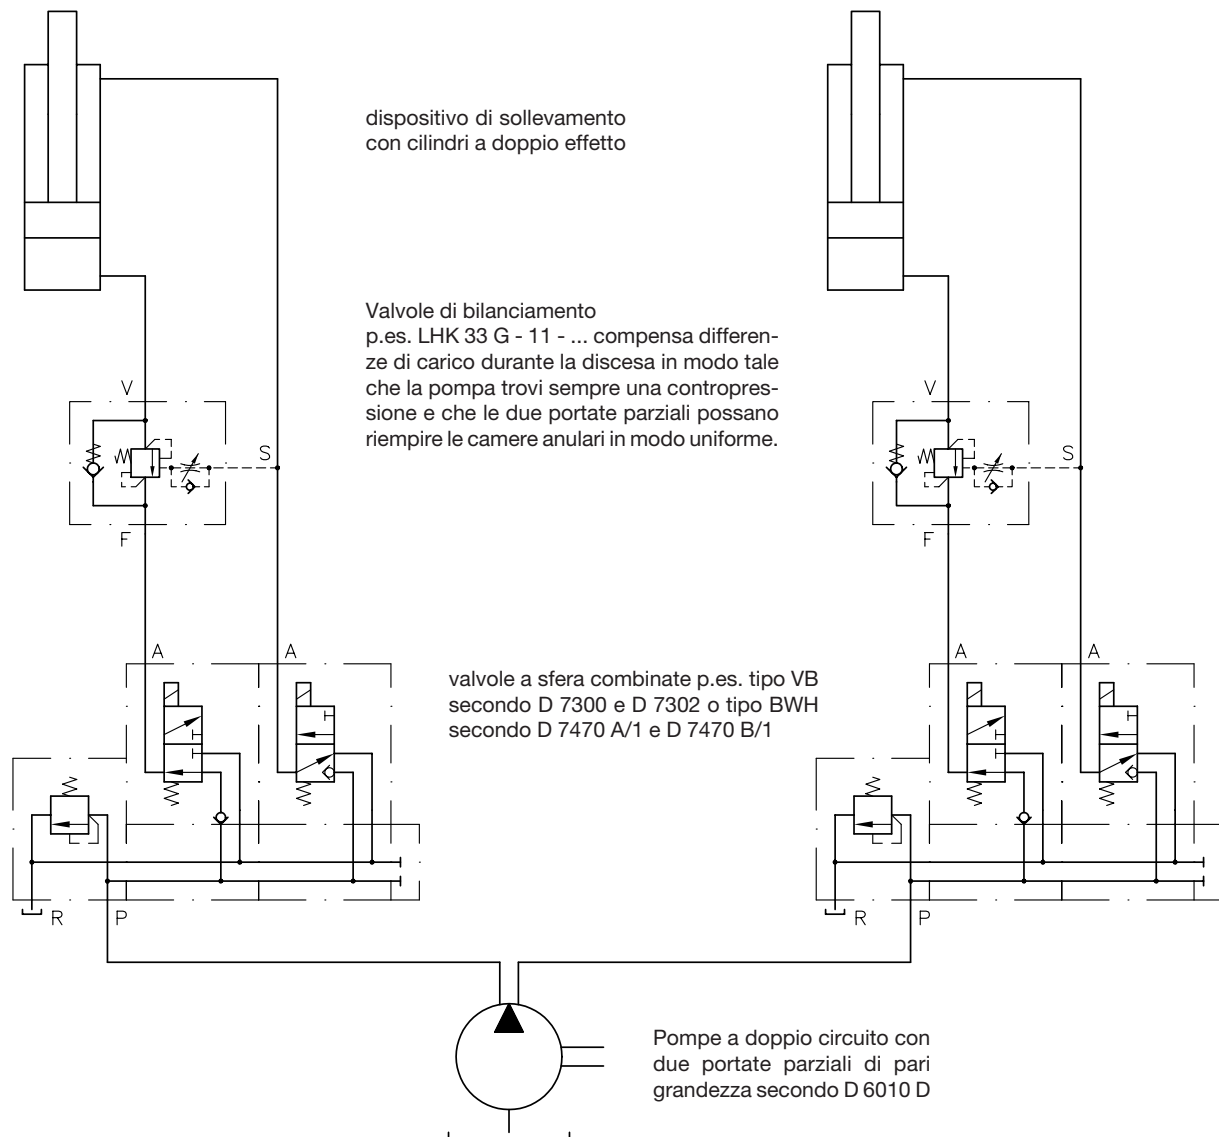 dispositivo di sollevamento
con cilindri a doppio effetto
Valvole di bilanciamento
p.es. LHK 33 G - 11 - ... compensa differen-
ze di carico durante la discesa in modo tale
che la pompa trovi sempre una contropres-
sione e che le due portate parziali possano
riempire le camere anulari in modo uniforme.
V
V
S
S
F
F
A
A
A
A
valvole a sfera combinate p.es. tipo VB
secondo D 7300 e D 7302 o tipo BWH
secondo D 7470 A/1 e D 7470 B/1
R
P
R
P
Pompe a doppio circuito con
due portate parziali di pari
grandezza secondo D 6010 D